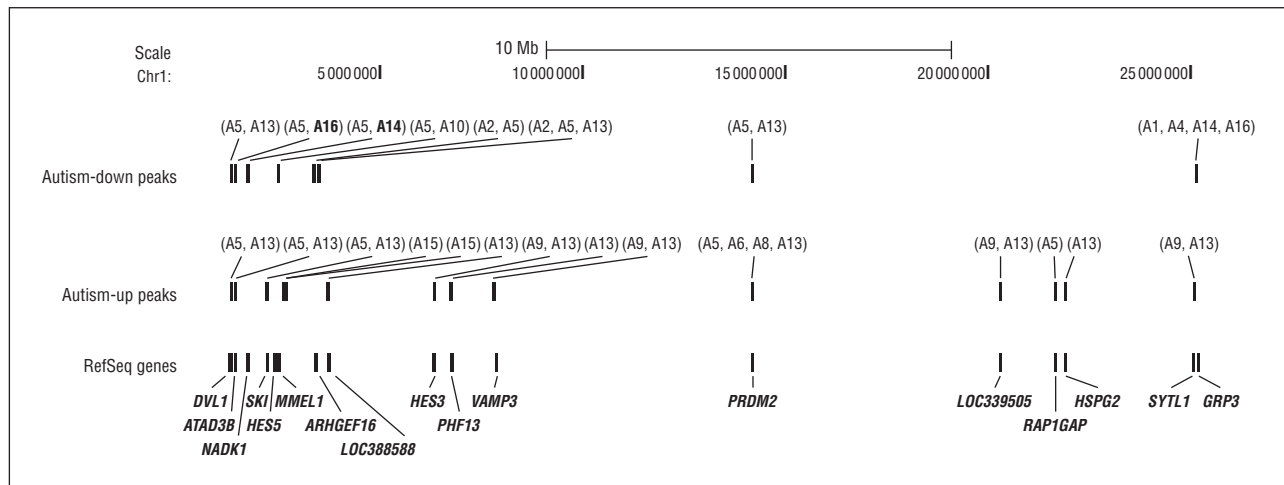 Scale 10 Mb
Chr1: 5 000 000 10 000 000 15 000 000 20 000 000 25 000 000
(A5, A13) (A5, A16) (A5, A14) (A5, A10) (A2, A5) (A2, A5, A13) (A5, A13) (A1, A4, A14, A16)
Autism-down peaks
(A5, A13) (A5, A13) (A5, A13) (A15) (A15) (A13) (A9, A13) (A13) (A9, A13) (A5, A6, A8, A13) (A9, A13) (A5) (A13) (A9, A13)
Autism-up peaks
RefSeq genes
DVL1 SKI MMEL1 HES3 VAMP3 PRDM2 LOC339505 HSPG2 SYTL1 GRP3
ATAD3B HES5 ARHGEF16 PHF13 RAP1GAP
NADK1 LOC388588